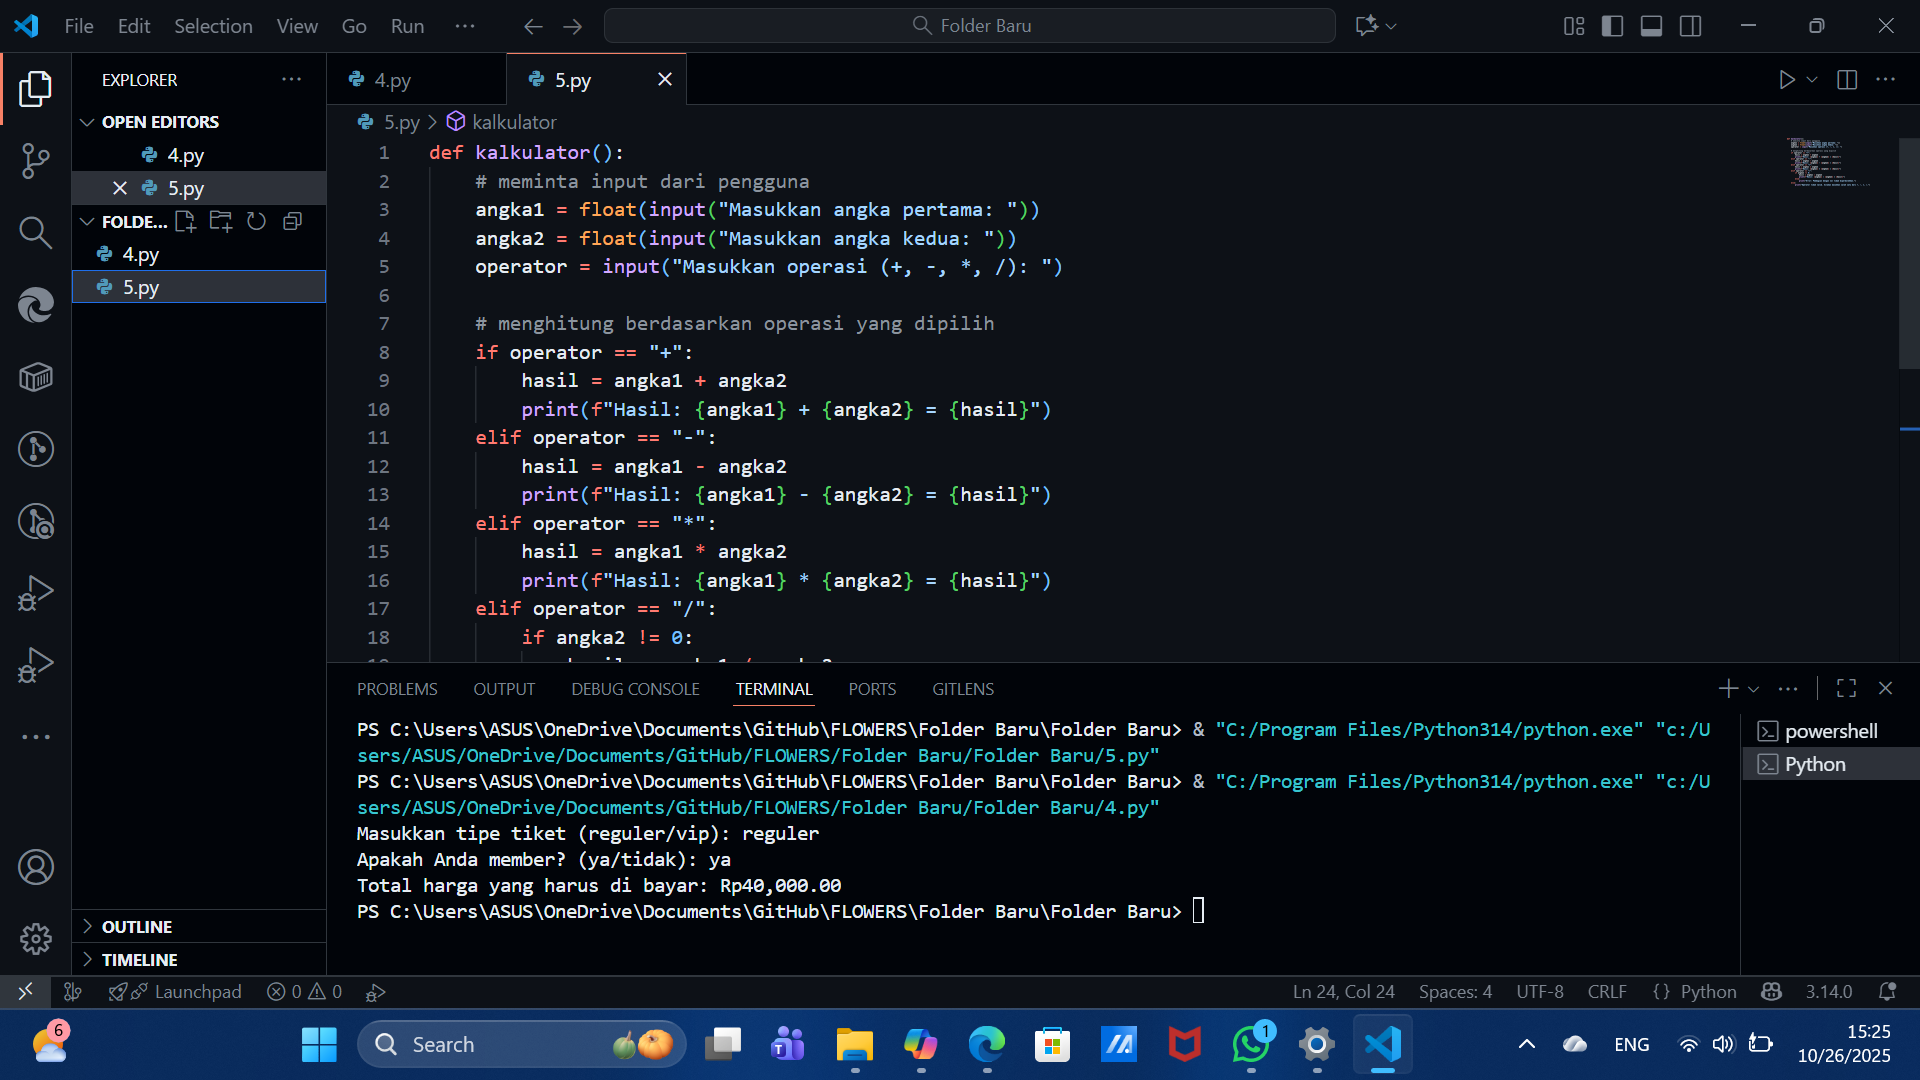 File Edit Selection View Go Run ...
Folder Baru
EXPLORER
OPEN EDITORS
4.py
5.py
FOLDE...
4.py
5.py
OUTLINE
TIMELINE
4.py
5.py
5.py > kalkulator
1 def kalkulator():
2 # meminta input dari pengguna
3 angka1 = float(input("Masukkan angka pertama: "))
4 angka2 = float(input("Masukkan angka kedua: "))
5 operator = input("Masukkan operasi (+, -, *, /): ")
6
7 # menghitung berdasarkan operasi yang dipilih
8 if operator == "+":
9 hasil = angka1 + angka2
10 print(f"Hasil: {angka1} + {angka2} = {hasil}")
11 elif operator == "-":
12 hasil = angka1 - angka2
13 print(f"Hasil: {angka1} - {angka2} = {hasil}")
14 elif operator == "*":
15 hasil = angka1 * angka2
16 print(f"Hasil: {angka1} * {angka2} = {hasil}")
17 elif operator == "/":
18 if angka2 != 0:
PROBLEMS OUTPUT DEBUG CONSOLE TERMINAL PORTS GITLENS
PS C:\Users\ASUS\OneDrive\Documents\GitHub\FLOWERS\Folder Baru\Folder Baru> & "C:/Program Files/Python314/python.exe" "c:/U
sers/ASUS/OneDrive/Documents/GitHub/FLOWERS/Folder Baru/Folder Baru/5.py"
PS C:\Users\ASUS\OneDrive\Documents\GitHub\FLOWERS\Folder Baru\Folder Baru> & "C:/Program Files/Python314/python.exe" "c:/U
sers/ASUS/OneDrive/Documents/GitHub/FLOWERS/Folder Baru/Folder Baru/4.py"
Masukkan tipe tiket (reguler/vip): reguler
Apakah Anda member? (ya/tidak): ya
Total harga yang harus di bayar: Rp40,000.00
PS C:\Users\ASUS\OneDrive\Documents\GitHub\FLOWERS\Folder Baru\Folder Baru>
powershell
Python
Launchpad 0 0 Ln 24, Col 24 Spaces: 4 UTF-8 CRLF {} Python 3.14.0
6
Search
1
ENG
15:25
10/26/2025